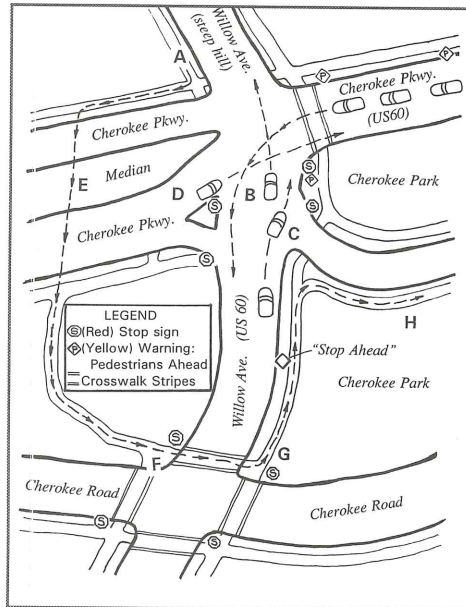 A
Willow Ave.
(steep hill)
P
P
Cherokee Pkwy.
(US60)
Cherokee Pkwy.
Median
E
D
B
S
P
S
S
Cherokee Park
Cherokee Pkwy.
C
S
LEGEND
S (Red) Stop sign
P (Yellow) Warning:
Pedestrians Ahead
Crosswalk Stripes
Willow Ave. (US 60)
H
"Stop Ahead"
Cherokee Park
S
F
G
S
Cherokee Road
Cherokee Road
S
S